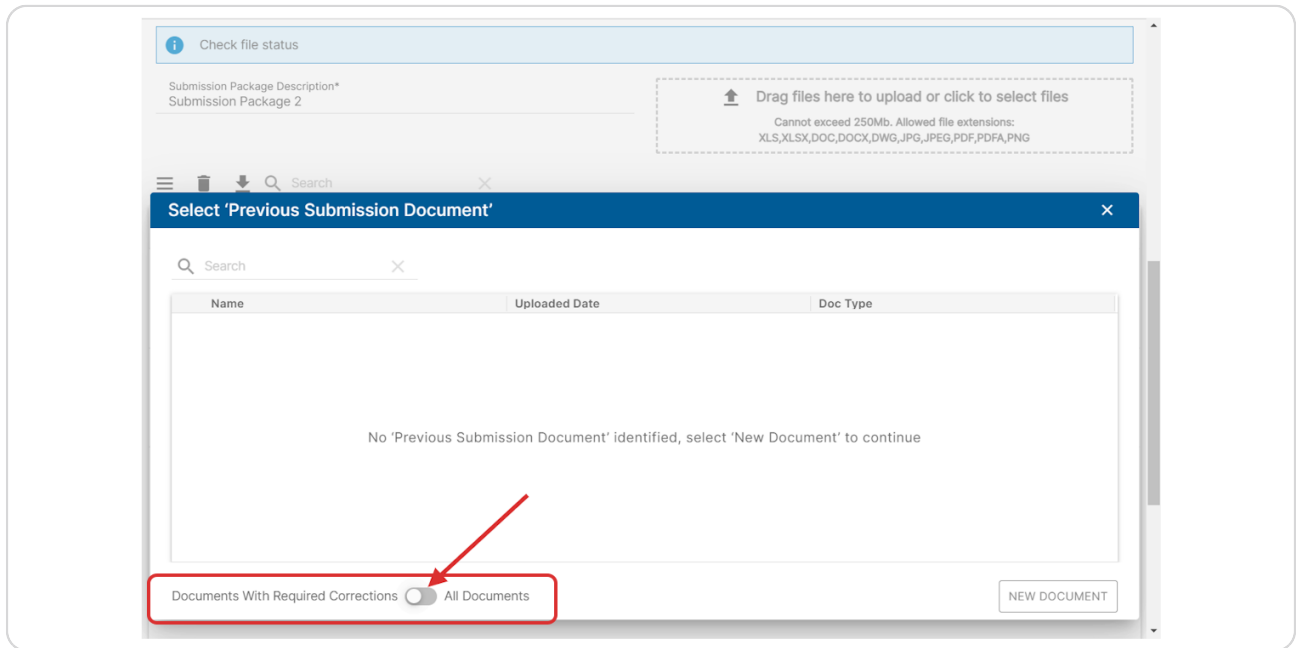 Check file status
Submission Package Description*
Submission Package 2
Drag files here to upload or click to select files
Cannot exceed 250Mb. Allowed file extensions:
XLS,XLSX,DOC,DOCX,DWG,JPG,JPEG,PDF,PDFA,PNG
Search
Select ‘Previous Submission Document’
Search
Name Uploaded Date Doc Type
No ‘Previous Submission Document’ identified, select ‘New Document’ to continue
Documents With Required Corrections All Documents
NEW DOCUMENT